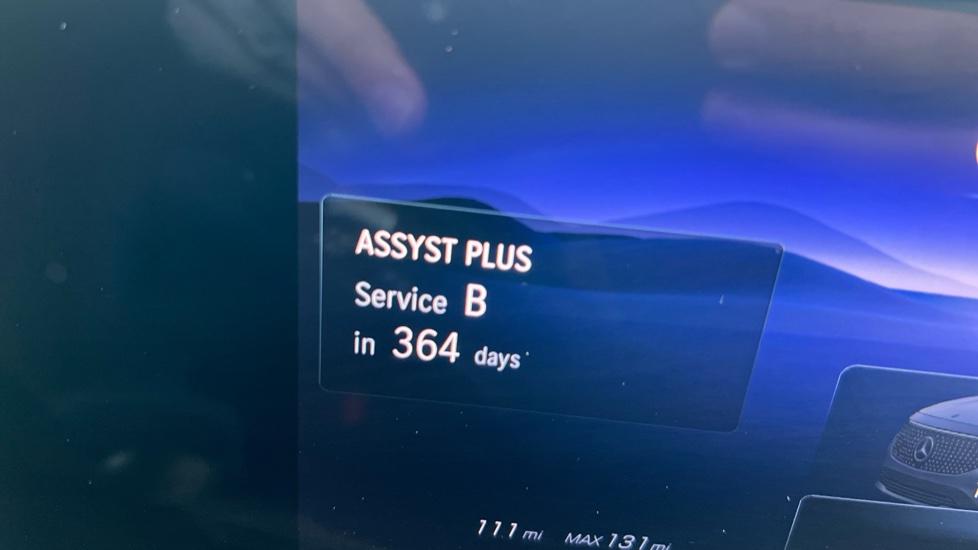 ASSYST PLUS
Service B
in 364 days
111 mi MAX 131 mi